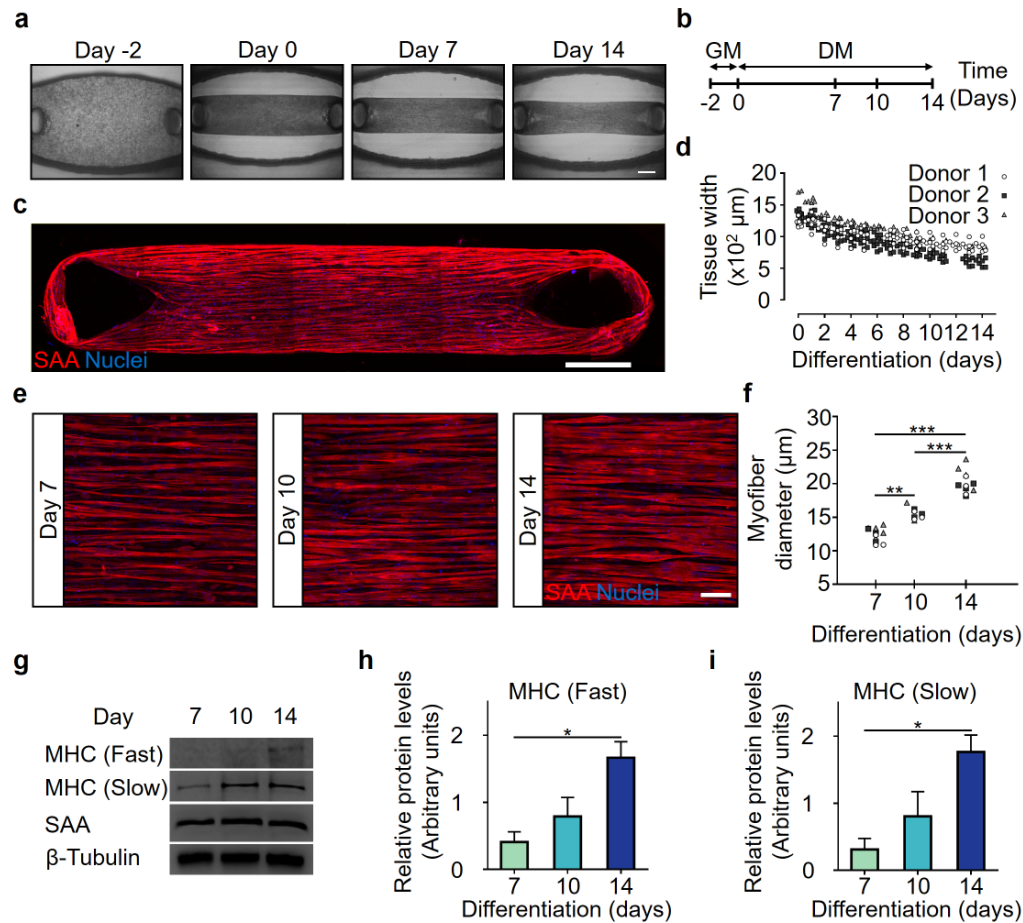 a
Day -2
Day 0
Day 7
Day 14
b
GM
DM
Time
(Days)
-2
0
7
10
14
c
SAA Nuclei
d
Tissue width
(x10² µm)
20
15
10
5
0
Donor 1
Donor 2
Donor 3
0 2 4 6 8 10 12 14
Differentiation (days)
e
Day 7
Day 10
Day 14
SAA Nuclei
f
Myofiber
diameter (µm)
30
25
20
15
10
5
***
***
**
7 10 14
Differentiation (days)
g
Day 7 10 14
MHC (Fast)
MHC (Slow)
SAA
β-Tubulin
h
MHC (Fast)
Relative protein levels
(Arbitrary units)
2
1
0
*
7 10 14
Differentiation (days)
i
MHC (Slow)
Relative protein levels
(Arbitrary units)
2
1
0
*
7 10 14
Differentiation (days)